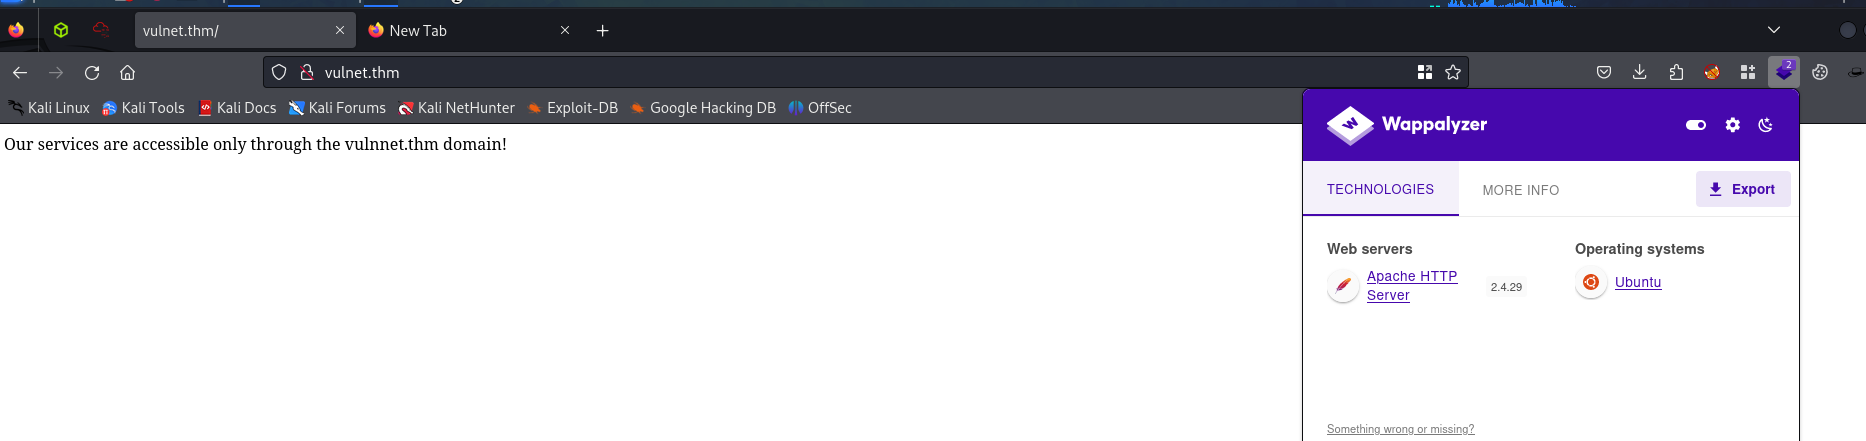 vulnet.thm/
New Tab
vulnet.thm
2
Kali Linux Kali Tools Kali Docs Kali Forums Kali NetHunter Exploit-DB Google Hacking DB OffSec
Our services are accessible only through the vulnnet.thm domain!
Wappalyzer
TECHNOLOGIES
MORE INFO
Export
Web servers
Apache HTTP
Server
2.4.29
Operating systems
Ubuntu
Something wrong or missing?